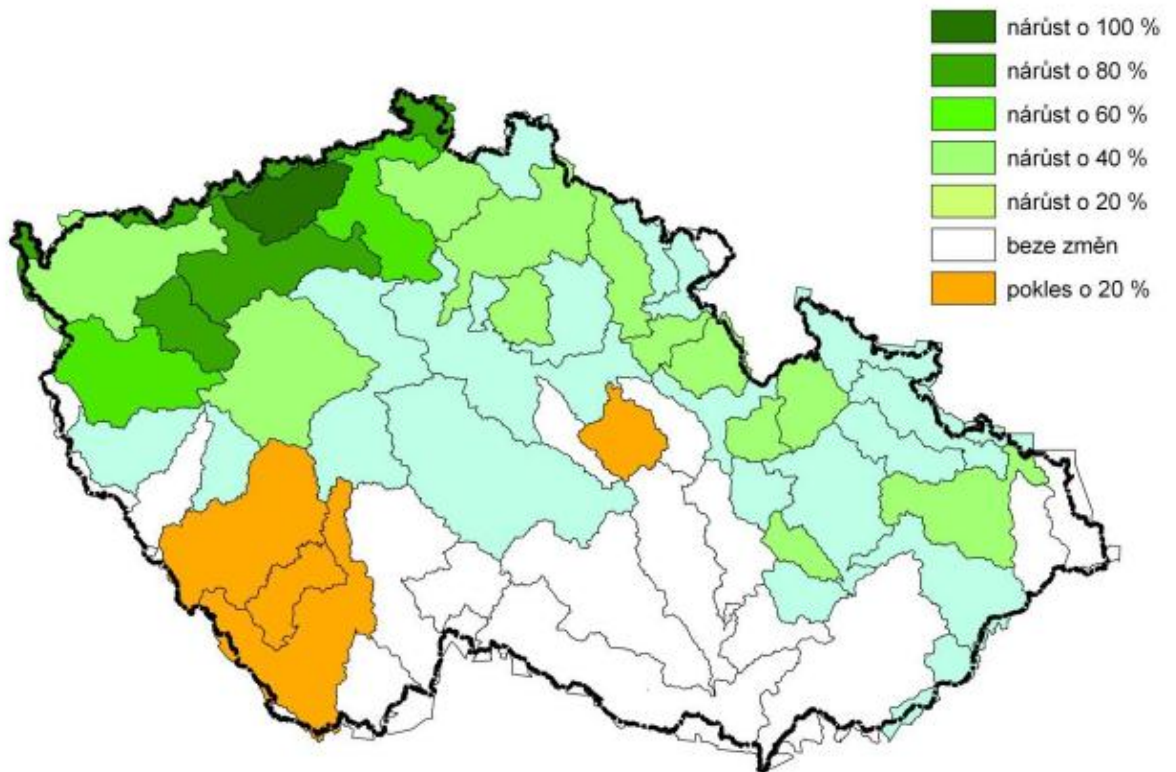 nárůst o 100 %
nárůst o 80 %
nárůst o 60 %
nárůst o 40 %
nárůst o 20 %
beze změn
pokles o 20 %